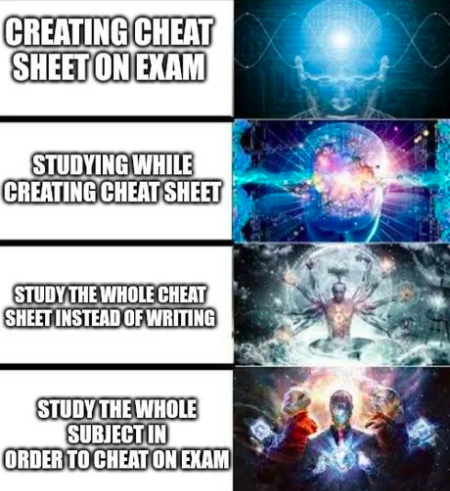 CREATING CHEAT
SHEET ON EXAM
STUDYING WHILE
CREATING CHEAT SHEET
STUDY THE WHOLE CHEAT
SHEET INSTEAD OF WRITING
STUDY THE WHOLE
SUBJECT IN
ORDER TO CHEAT ON EXAM